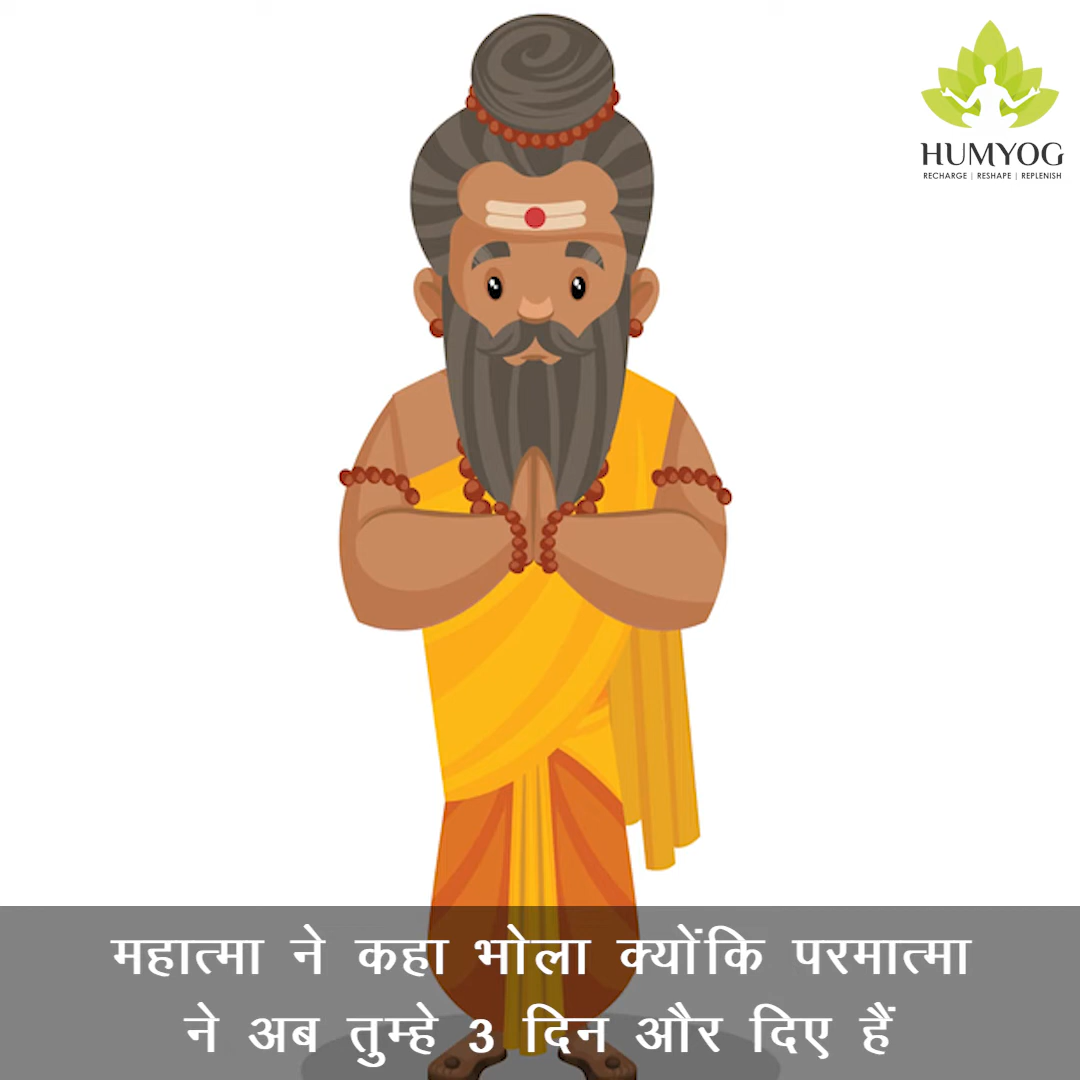 HUMYOG
RECHARGE | RESHAPE | REPLENISH
महात्मा ने कहा भोला क्योंकि परमात्मा
ने अब तुम्हे 3 दिन और दिए हैं